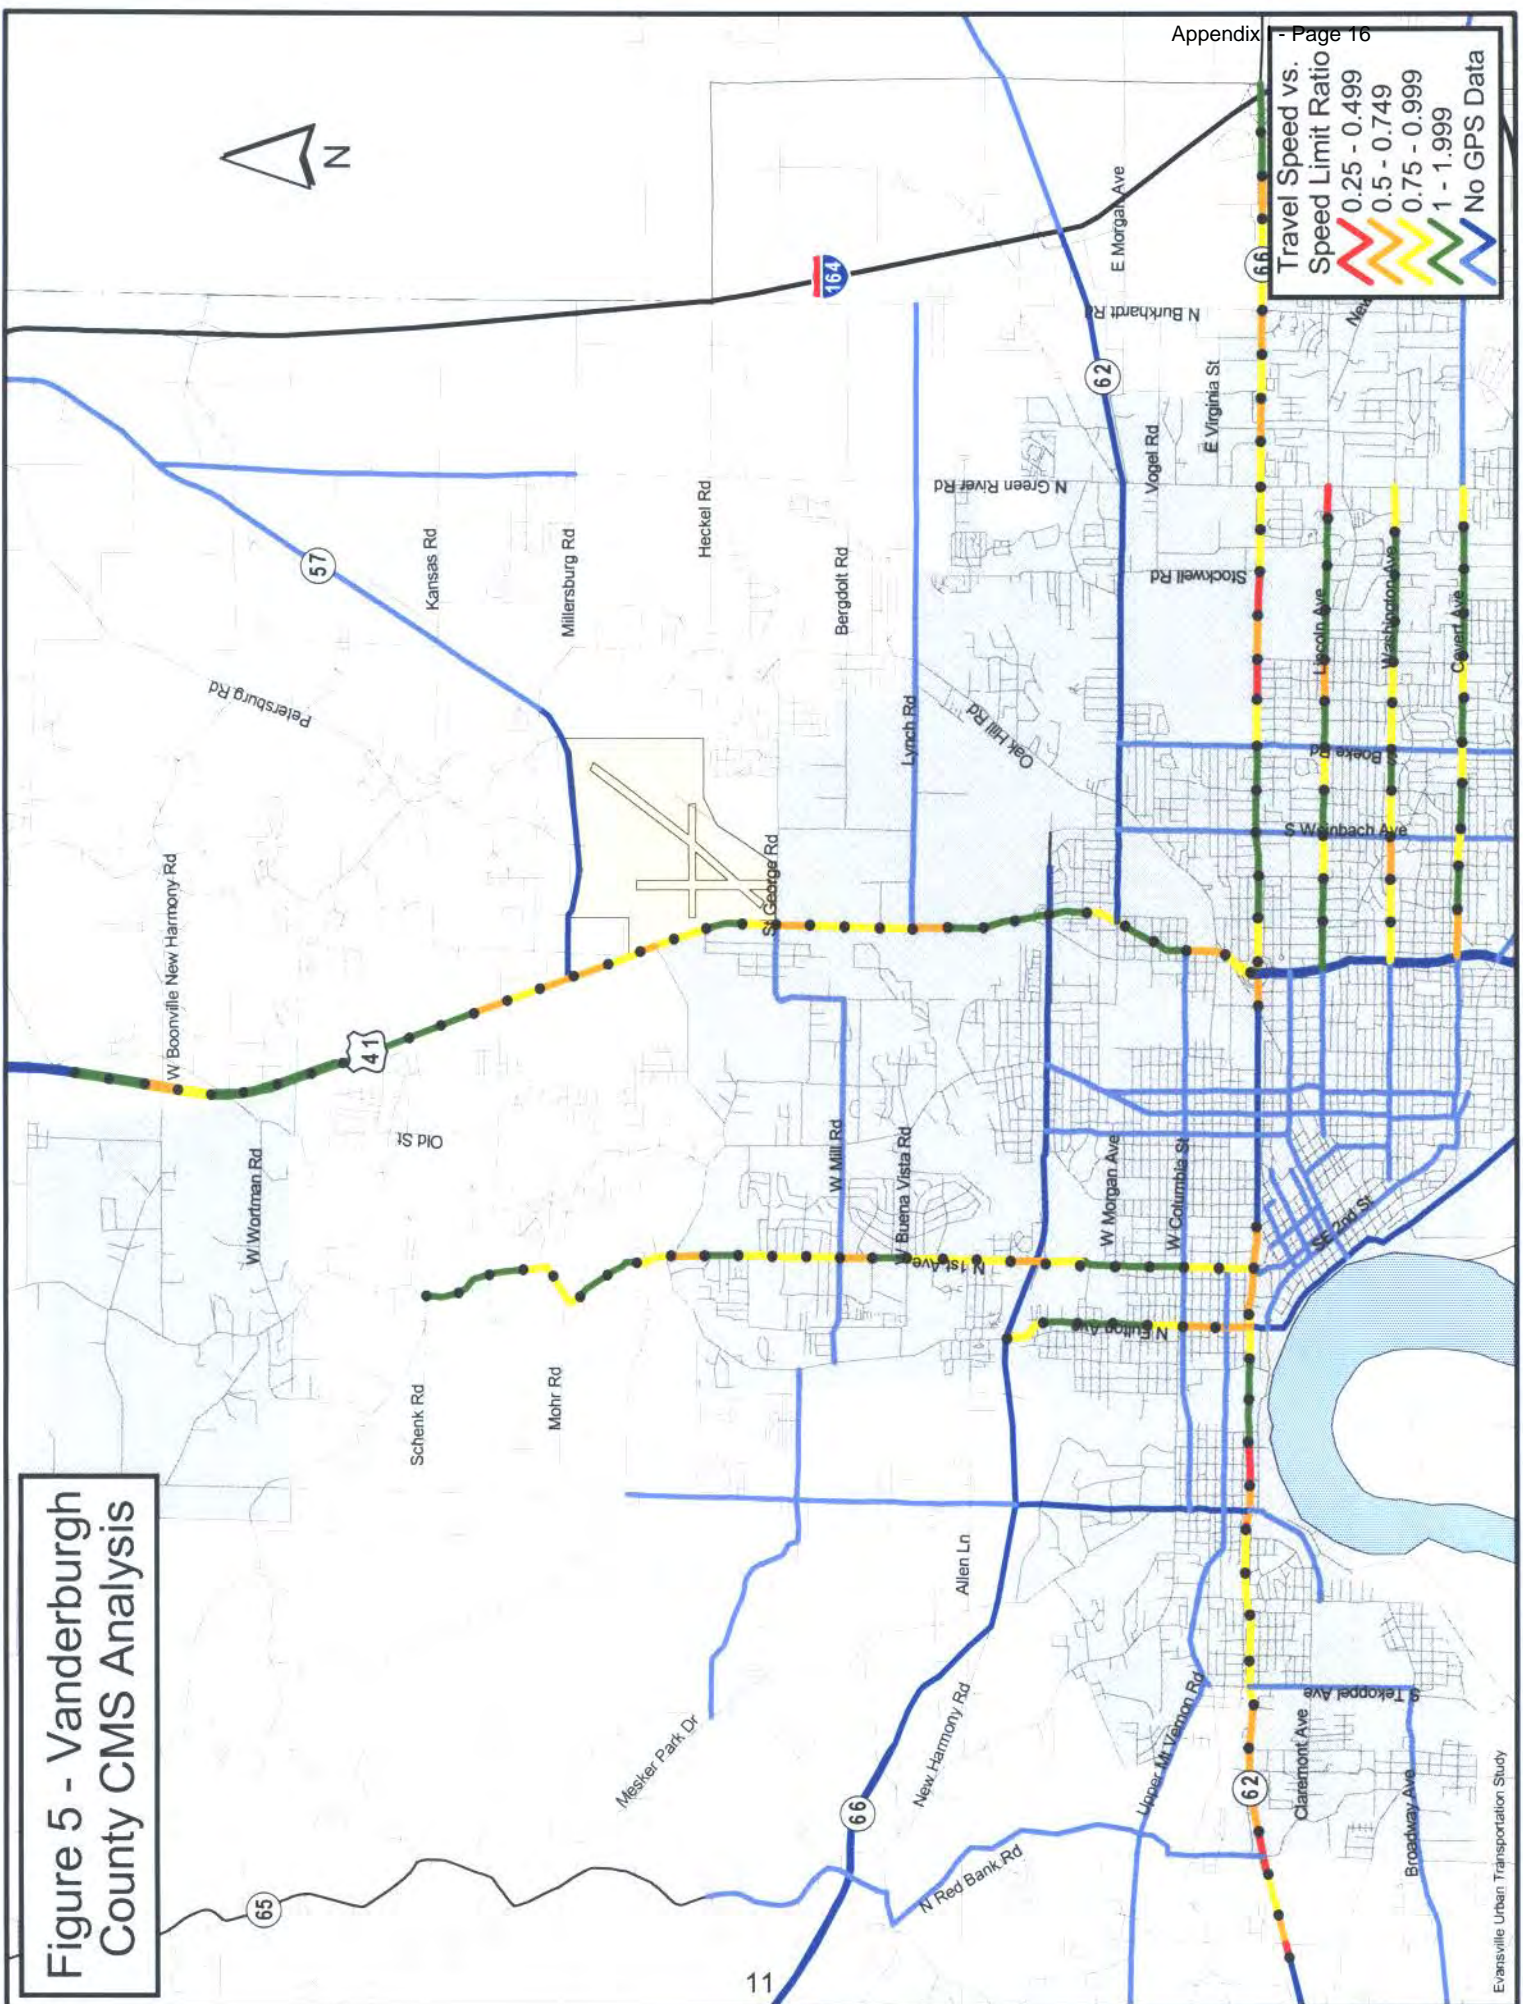 Appendix I - Page 16
Figure 5 - Vanderburgh
County CMS Analysis
N
Travel Speed vs.
Speed Limit Ratio
0.25 - 0.499
0.5 - 0.749
0.75 - 0.999
1 - 1.999
No GPS Data
65
Mesker Park Dr
66
New Harmony Rd
N Red Bank Rd
Allen Ln
Upper Mt Vernon Rd
62
Claremont Ave
S Tekoppel Ave
Broadway Ave
Schenk Rd
Mohr Rd
W Wortman Rd
W Boonville New Harmony Rd
Old St
41
W Mill Rd
W Buena Vista Rd
N 1st Ave
N Fulton Ave
W Morgan Ave
W Columbia St
SE 2nd St
Petersburg Rd
57
Kansas Rd
Millersburg Rd
Heckel Rd
Bergdolt Rd
St George Rd
Lynch Rd
Oak Hill Rd
N Green River Rd
164
E Morgan Ave
N Burkhardt Rd
62
Vogel Rd
E Virginia St
Stockwell Rd
66
Lincoln Ave
Washington Ave
Covert Ave
S Boeke Rd
S Weinbach Ave
New
Evansville Urban Transportation Study
11